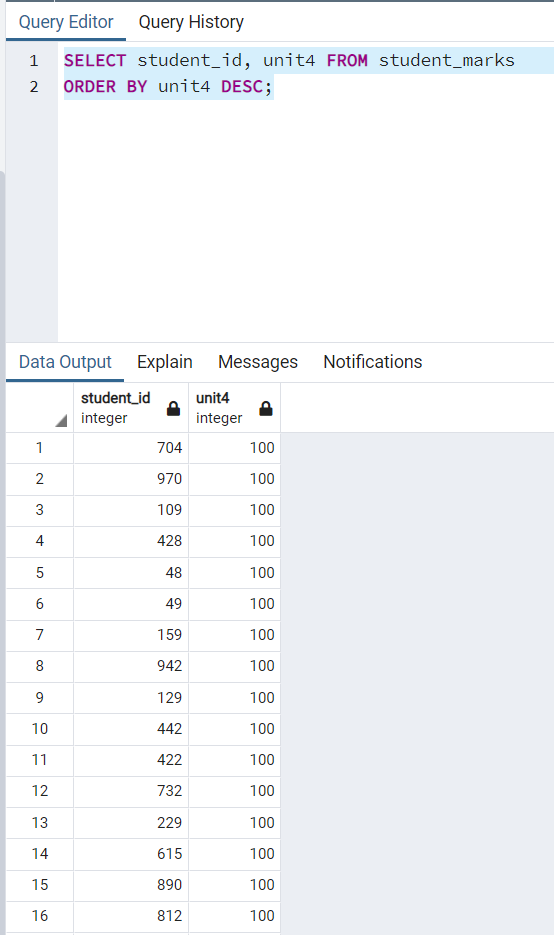 Query Editor Query History
1 SELECT student_id, unit4 FROM student_marks
2 ORDER BY unit4 DESC;
Data Output Explain Messages Notifications
student_id unit4
integer integer
1 704 100
2 970 100
3 109 100
4 428 100
5 48 100
6 49 100
7 159 100
8 942 100
9 129 100
10 442 100
11 422 100
12 732 100
13 229 100
14 615 100
15 890 100
16 812 100